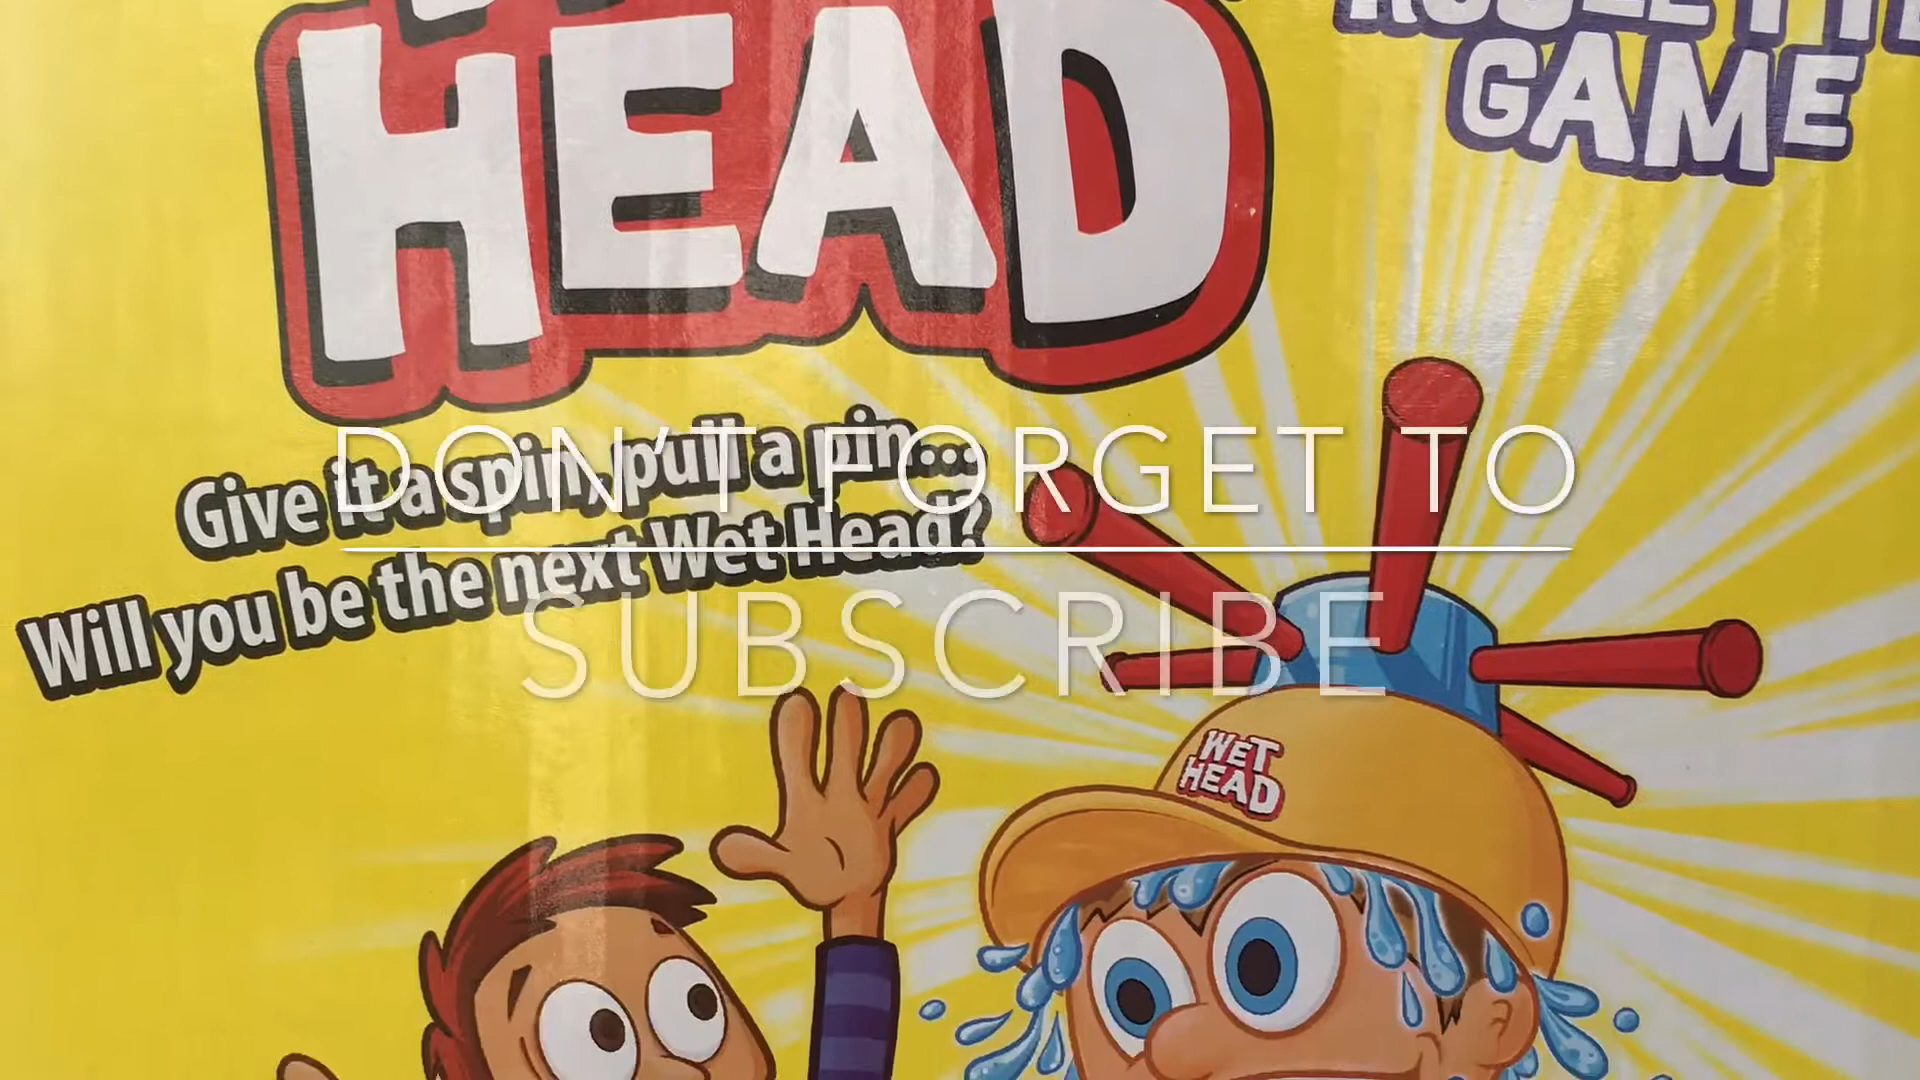 HEAD
GAME
Give it a spin, pull a pin...
Will you be the next Wet Head?
DON'T FORGET TO
SUBSCRIBE
WET
HEAD